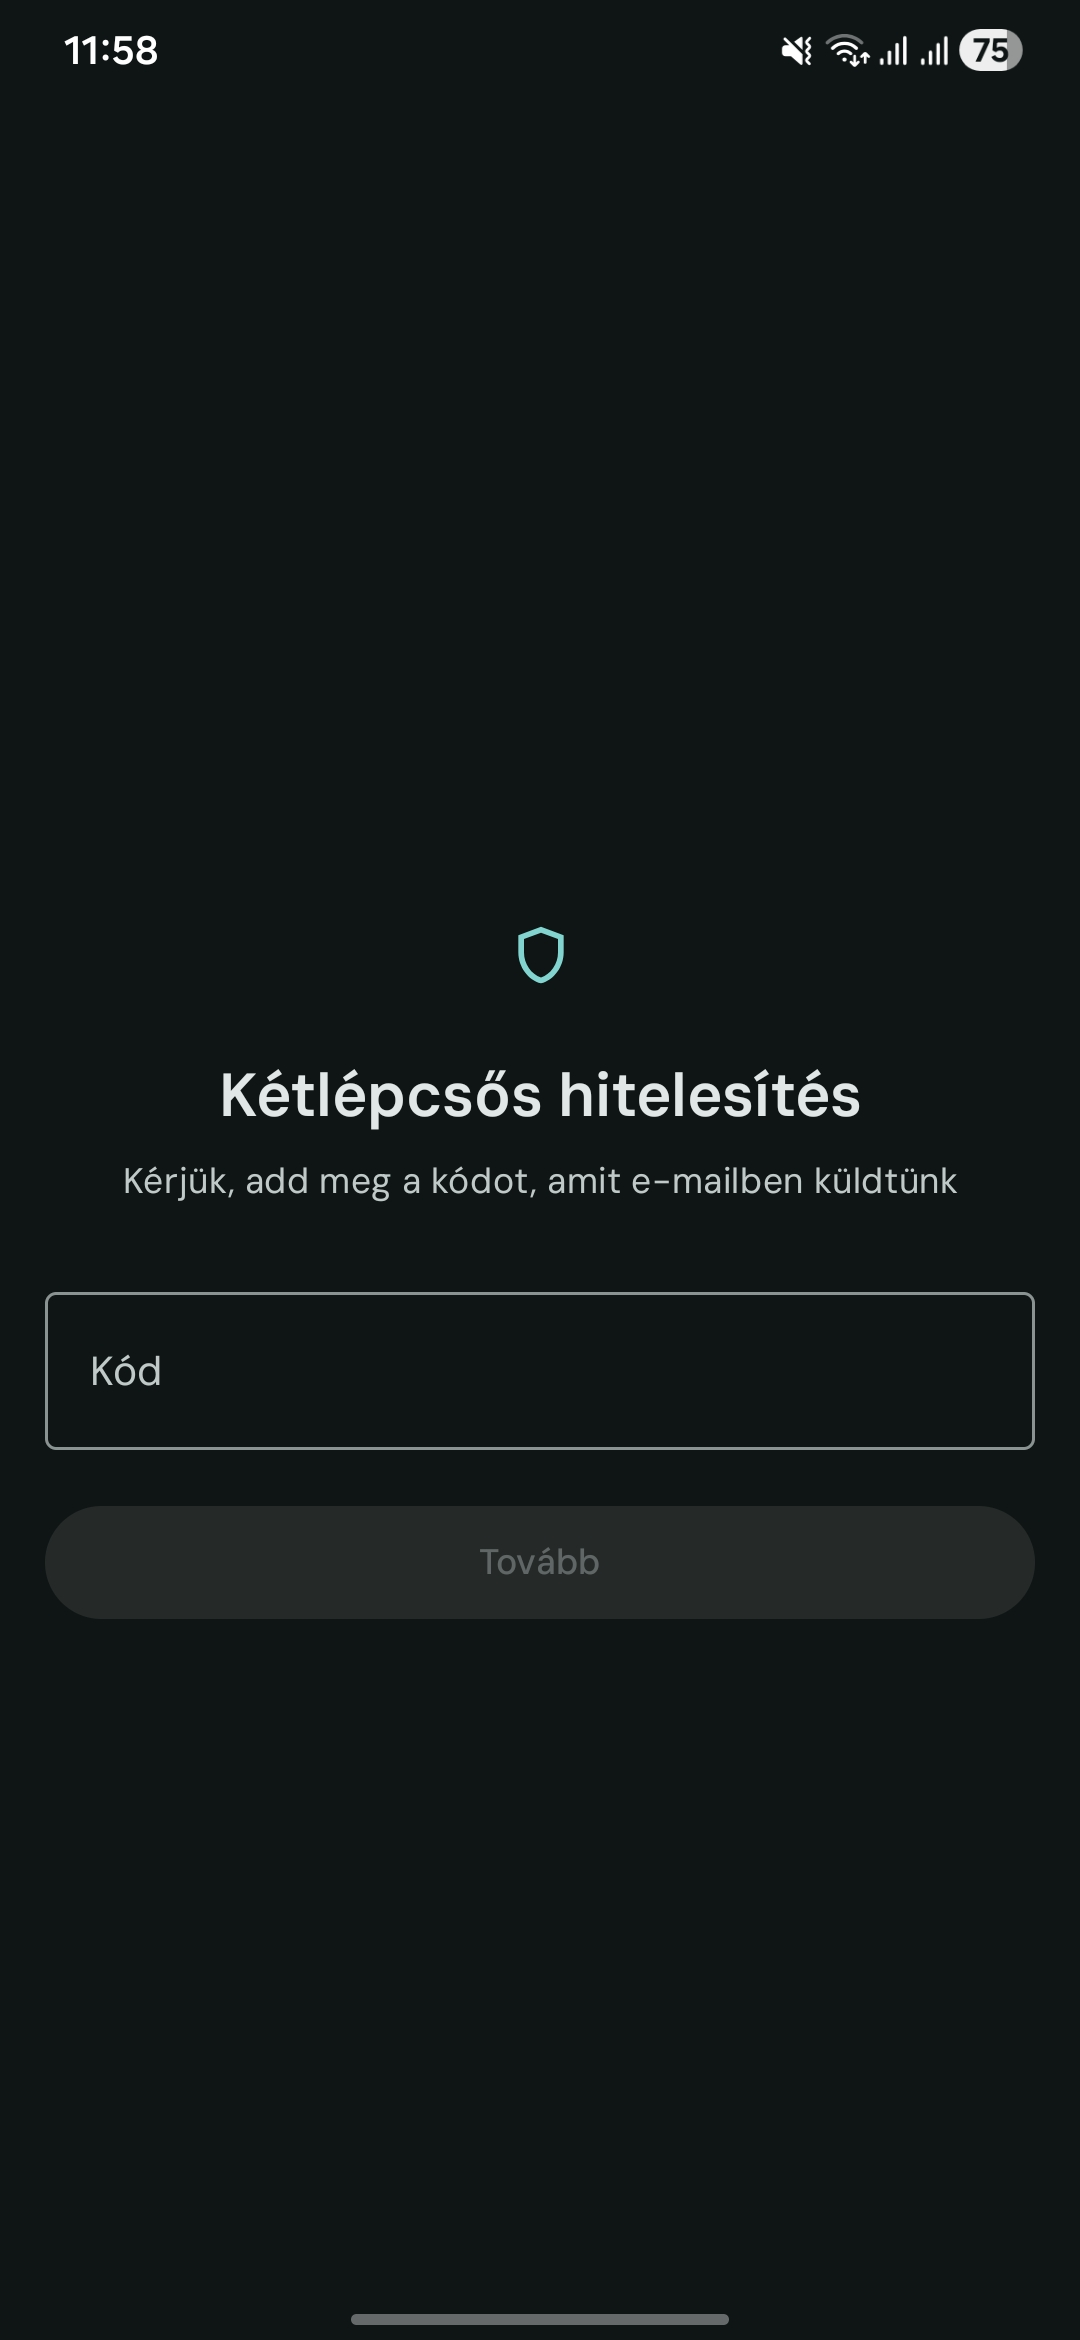 11:58
75
Kétlépcsős hitelesítés
Kérjük, add meg a kódot, amit e-mailben küldtünk
Kód
Tovább